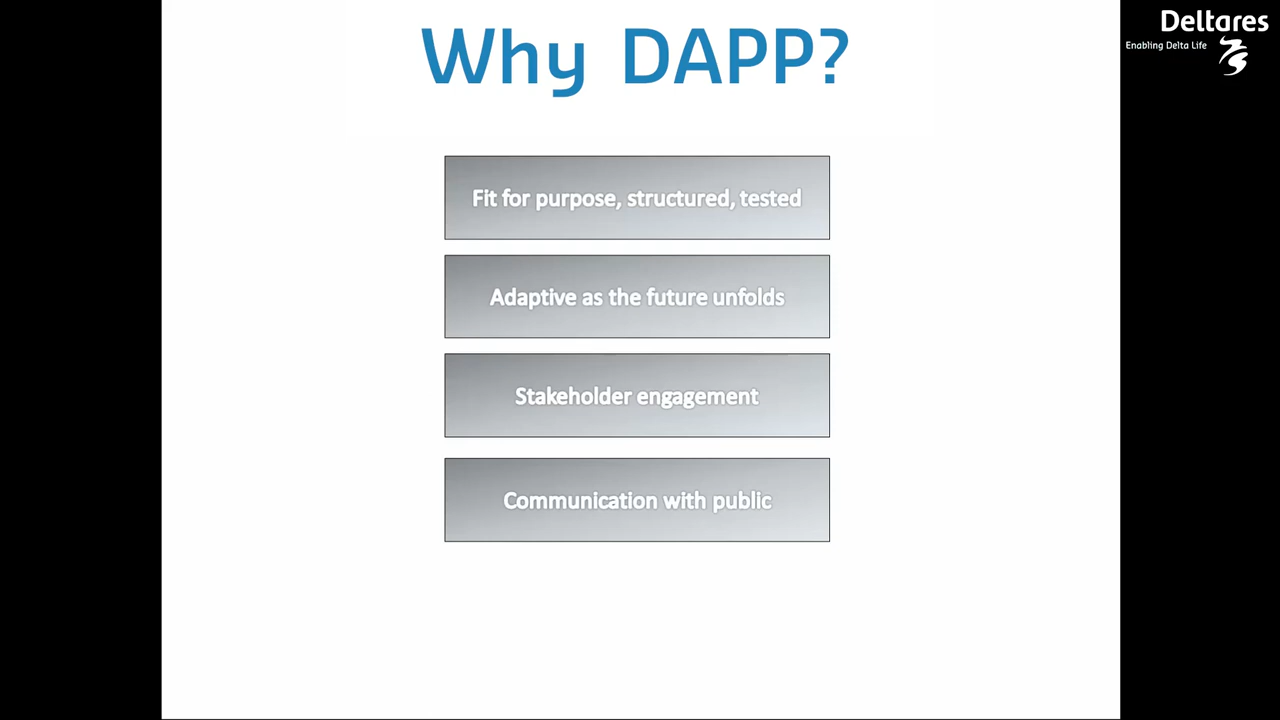 Why DAPP?
Deltares
Enabling Delta Life
Fit for purpose, structured, tested
Adaptive as the future unfolds
Stakeholder engagement
Communication with public